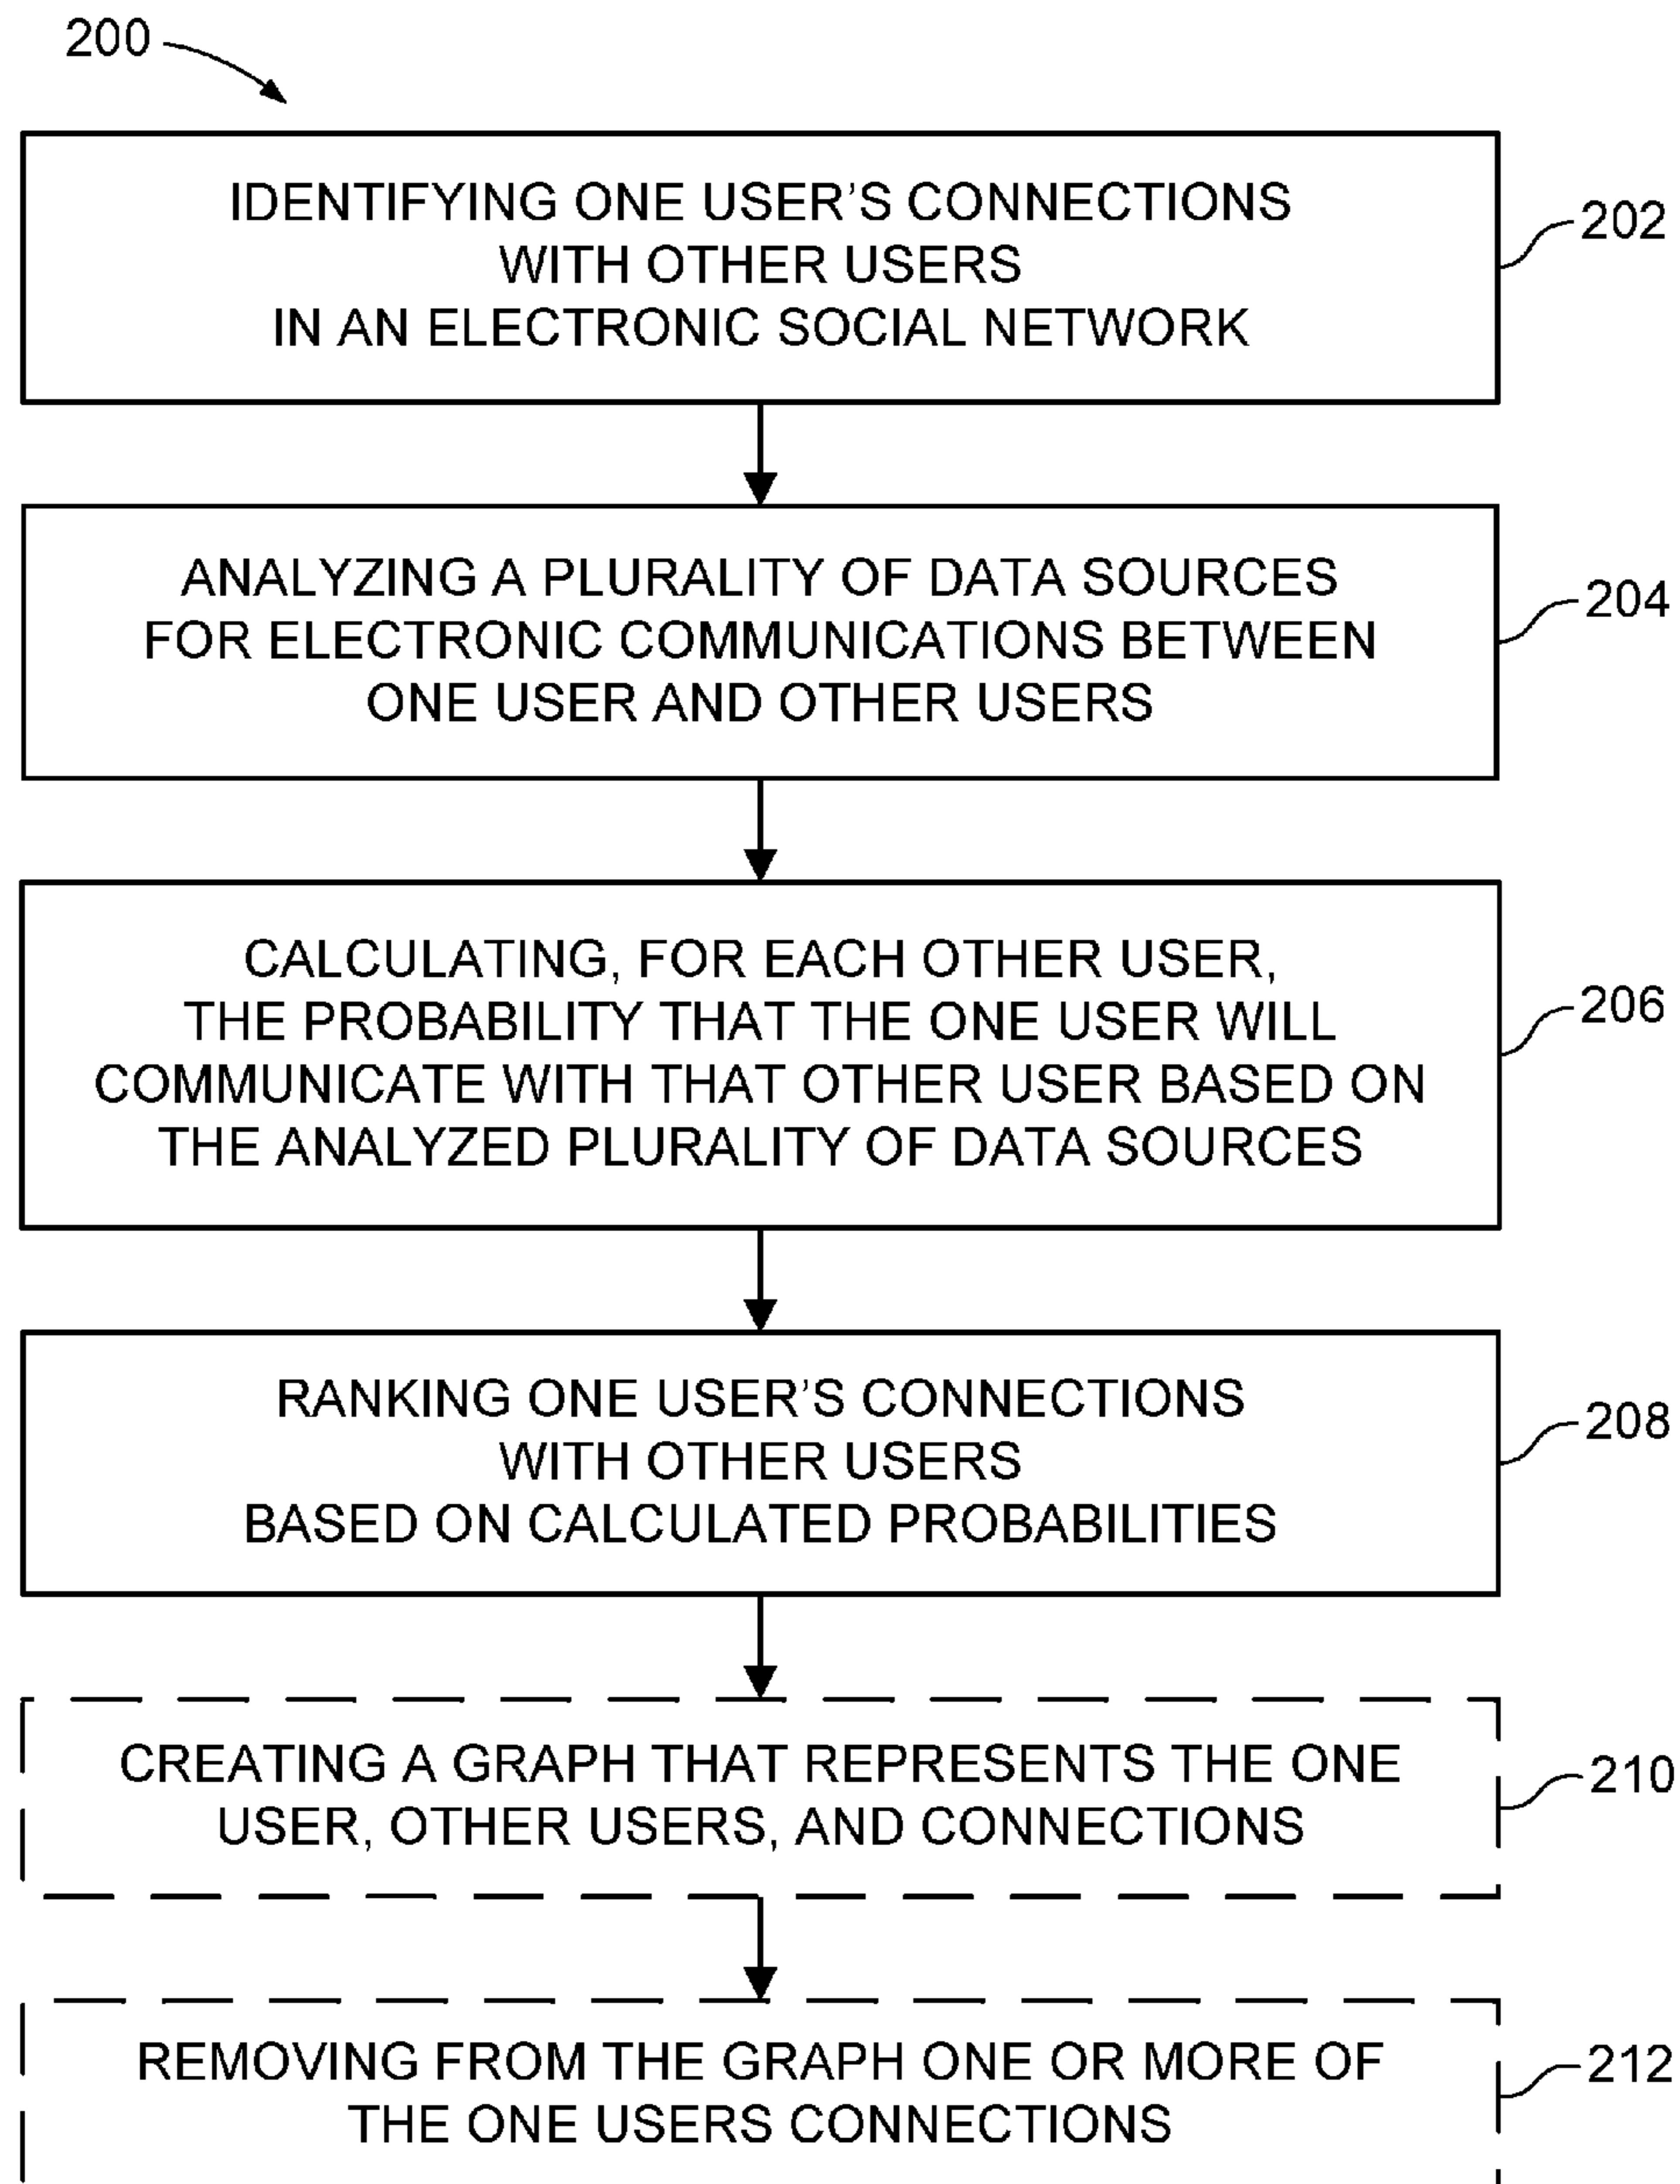 200
IDENTIFYING ONE USER'S CONNECTIONS
WITH OTHER USERS
IN AN ELECTRONIC SOCIAL NETWORK
202
ANALYZING A PLURALITY OF DATA SOURCES
FOR ELECTRONIC COMMUNICATIONS BETWEEN
ONE USER AND OTHER USERS
204
CALCULATING, FOR EACH OTHER USER,
THE PROBABILITY THAT THE ONE USER WILL
COMMUNICATE WITH THAT OTHER USER BASED ON
THE ANALYZED PLURALITY OF DATA SOURCES
206
RANKING ONE USER'S CONNECTIONS
WITH OTHER USERS
BASED ON CALCULATED PROBABILITIES
208
CREATING A GRAPH THAT REPRESENTS THE ONE
USER, OTHER USERS, AND CONNECTIONS
210
REMOVING FROM THE GRAPH ONE OR MORE OF
THE ONE USERS CONNECTIONS
212